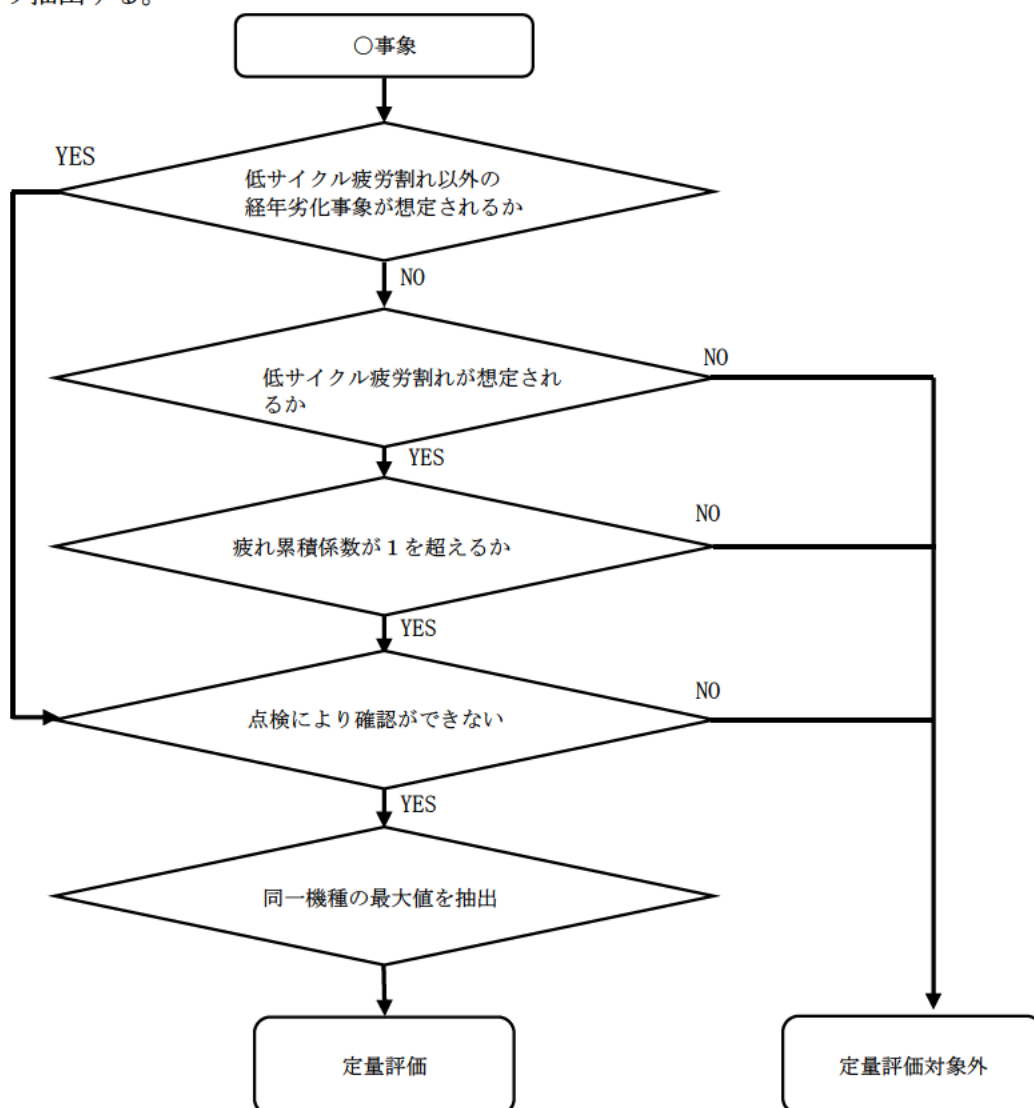 抽出する。
○事象
YES
低サイクル疲労割れ以外の
経年劣化事象が想定されるか
NO
NO
低サイクル疲労割れが想定され
るか
YES
NO
疲れ累積係数が１を超えるか
YES
NO
点検により確認ができない
YES
同一機種の最大値を抽出
定量評価
定量評価対象外